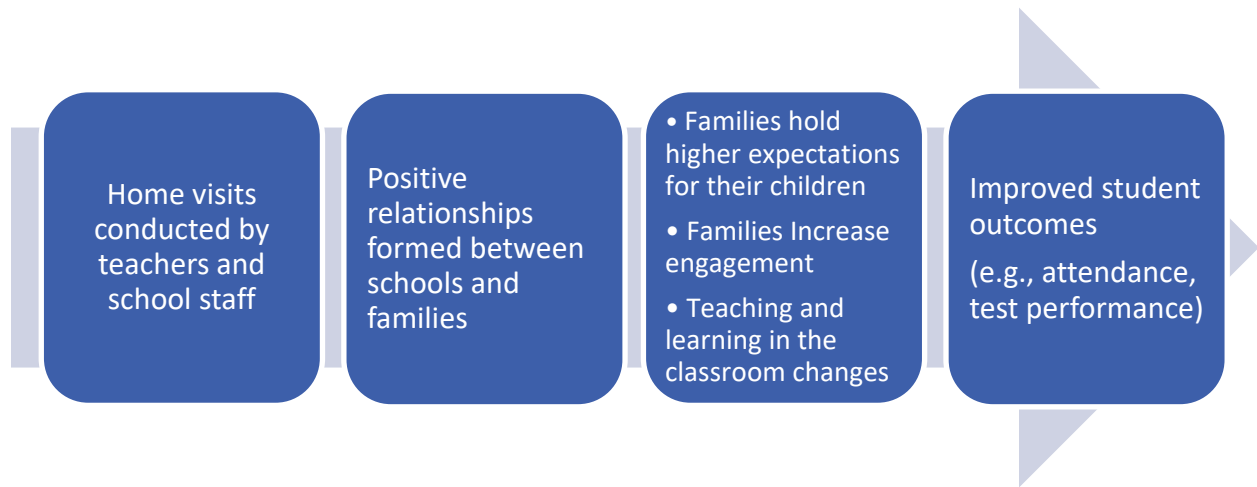 Home visits
conducted by
teachers and
school staff
Positive
relationships
formed between
schools and
families
• Families hold
higher expectations
for their children
• Families Increase
engagement
• Teaching and
learning in the
classroom changes
Improved student
outcomes
(e.g., attendance,
test performance)